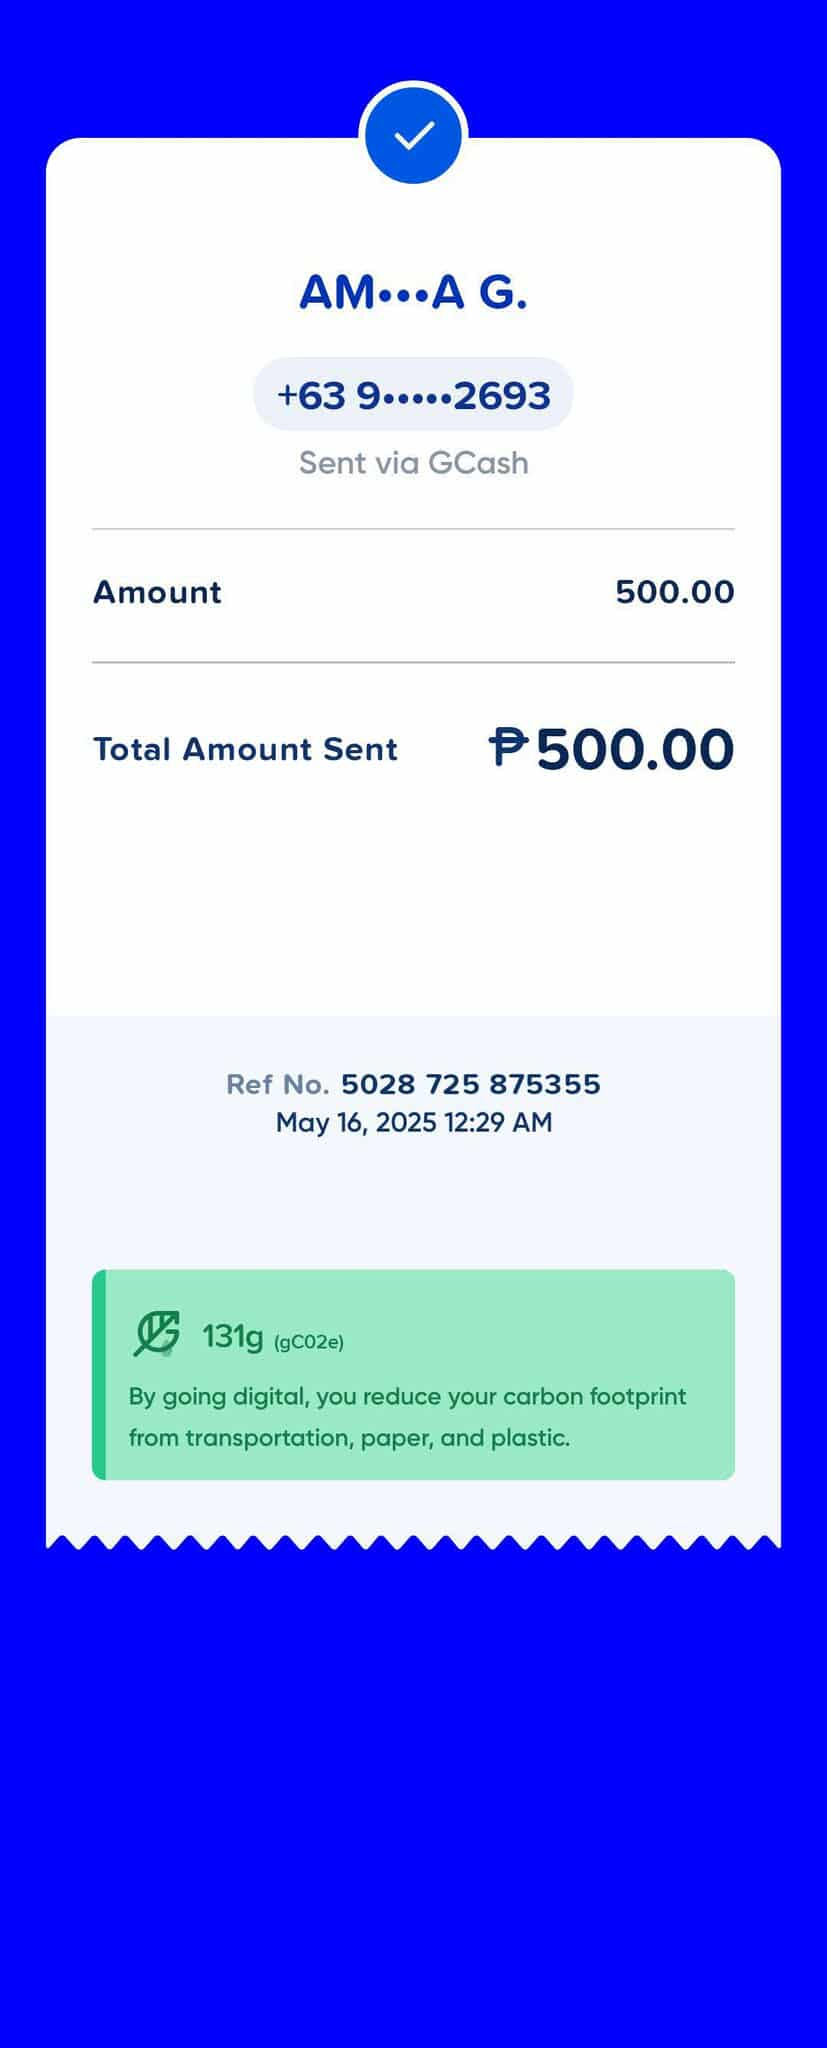 AM•••A G.
+63 9•••••2693
Sent via GCash
Amount 500.00
Total Amount Sent ₱500.00
Ref No. 5028 725 875355
May 16, 2025 12:29 AM
131g (gC02e)
By going digital, you reduce your carbon footprint
from transportation, paper, and plastic.